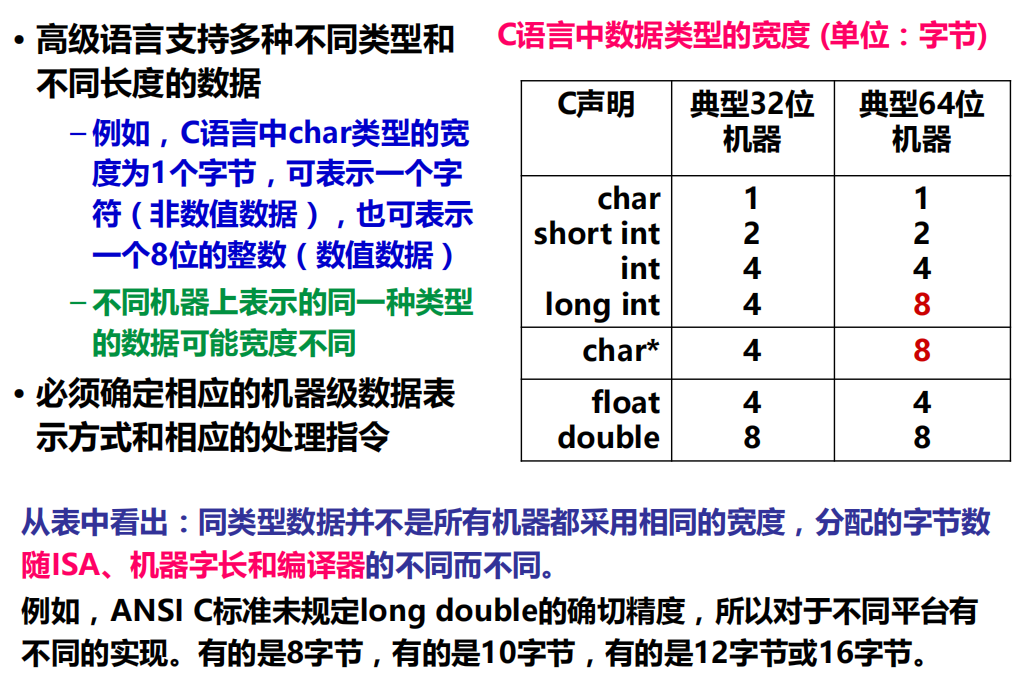 • 高级语言支持多种不同类型和
不同长度的数据
– 例如，C语言中char类型的宽
度为1个字节，可表示一个字
符（非数值数据），也可表示
一个8位的整数（数值数据）
– 不同机器上表示的同一种类型
的数据可能宽度不同
• 必须确定相应的机器级数据表
示方式和相应的处理指令
C语言中数据类型的宽度 (单位：字节)
C声明 典型32位机器 典型64位机器
char 1 1
short int 2 2
int 4 4
long int 4 8
char* 4 8
float 4 4
double 8 8
从表中看出：同类型数据并不是所有机器都采用相同的宽度，分配的字节数
随ISA、机器字长和编译器的不同而不同。
例如，ANSI C标准未规定long double的确切精度，所以对于不同平台有
不同的实现。有的是8字节，有的是10字节，有的是12字节或16字节。